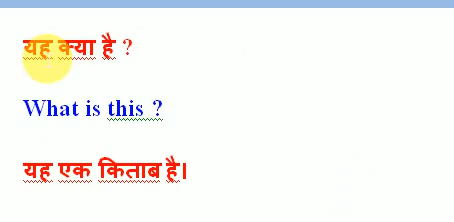 यह क्या है ?
What is this ?
यह एक किताब है।